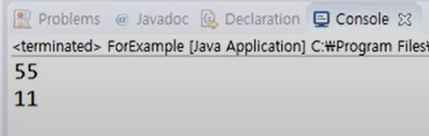 Problems @ Javadoc Declaration Console
<terminated> ForExample [Java Application] C:₩Program Files₩
55
11